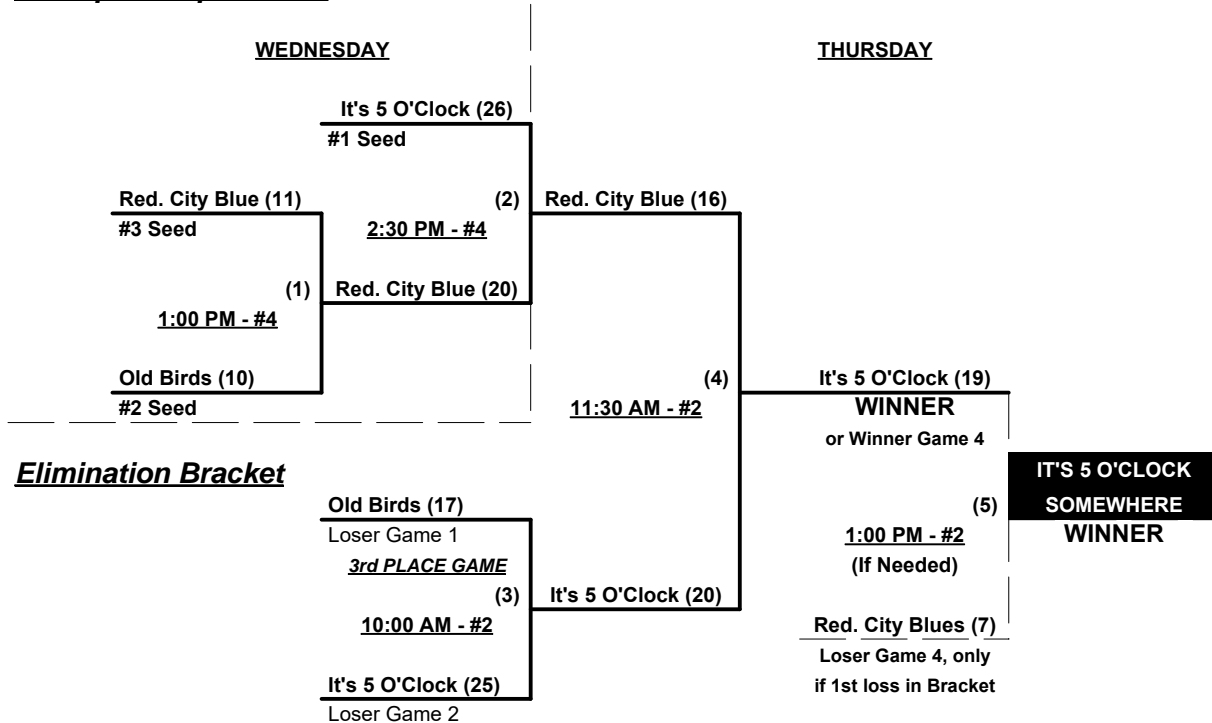 WEDNESDAY
THURSDAY
It's 5 O'Clock (26)
#1 Seed
Red. City Blue (11)
#3 Seed
(2)
2:30 PM - #4
Red. City Blue (16)
(1)
1:00 PM - #4
Red. City Blue (20)
Old Birds (10)
#2 Seed
(4)
11:30 AM - #2
It's 5 O'Clock (19)
WINNER
or Winner Game 4
Elimination Bracket
IT'S 5 O'CLOCK
SOMEWHERE
WINNER
Old Birds (17)
Loser Game 1
3rd PLACE GAME
(3)
10:00 AM - #2
It's 5 O'Clock (20)
(5)
1:00 PM - #2
(If Needed)
Red. City Blues (7)
Loser Game 4, only
if 1st loss in Bracket
It's 5 O'Clock (25)
Loser Game 2